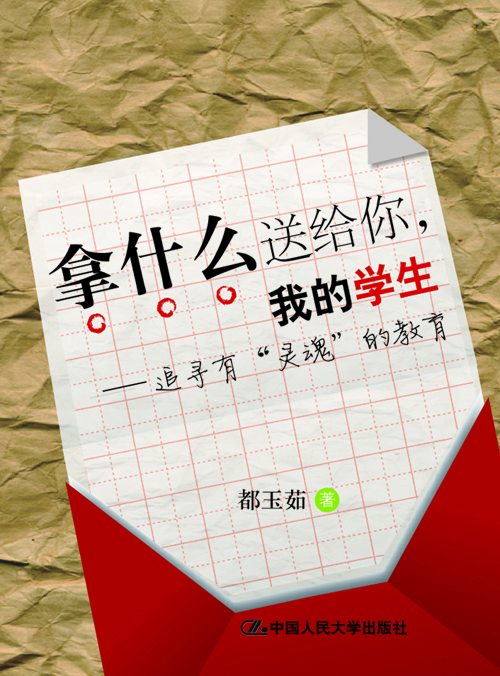 拿什么送给你，
我的学生
——追寻有“灵魂”的教育
都玉茹 著
中国人民大学出版社